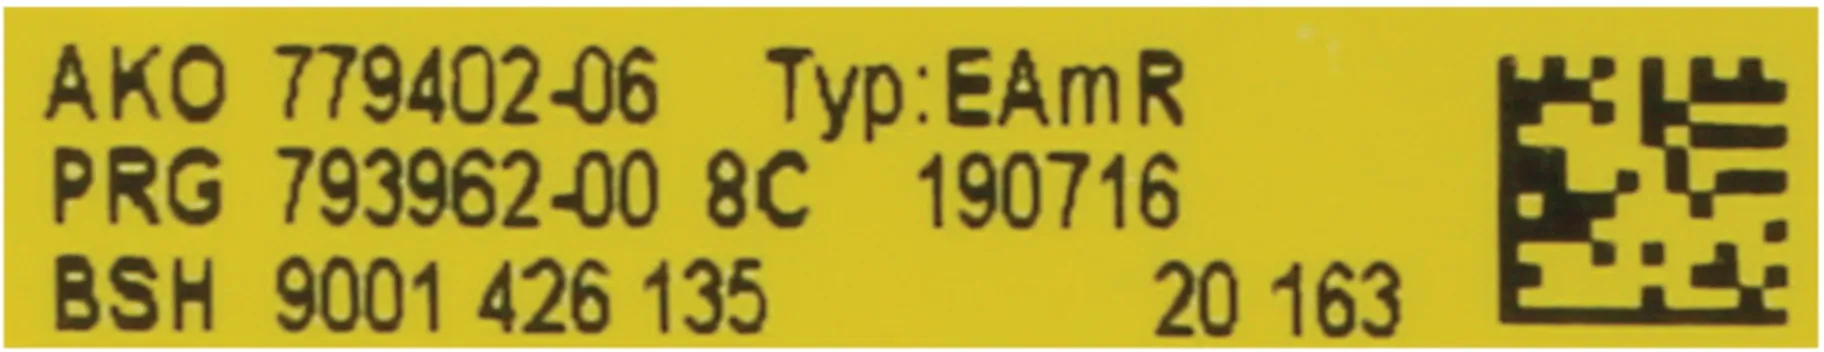 AKO 779402-06 Typ:EAmR
PRG 793962-00 8C 190716
BSH 9001 426 135 20 163